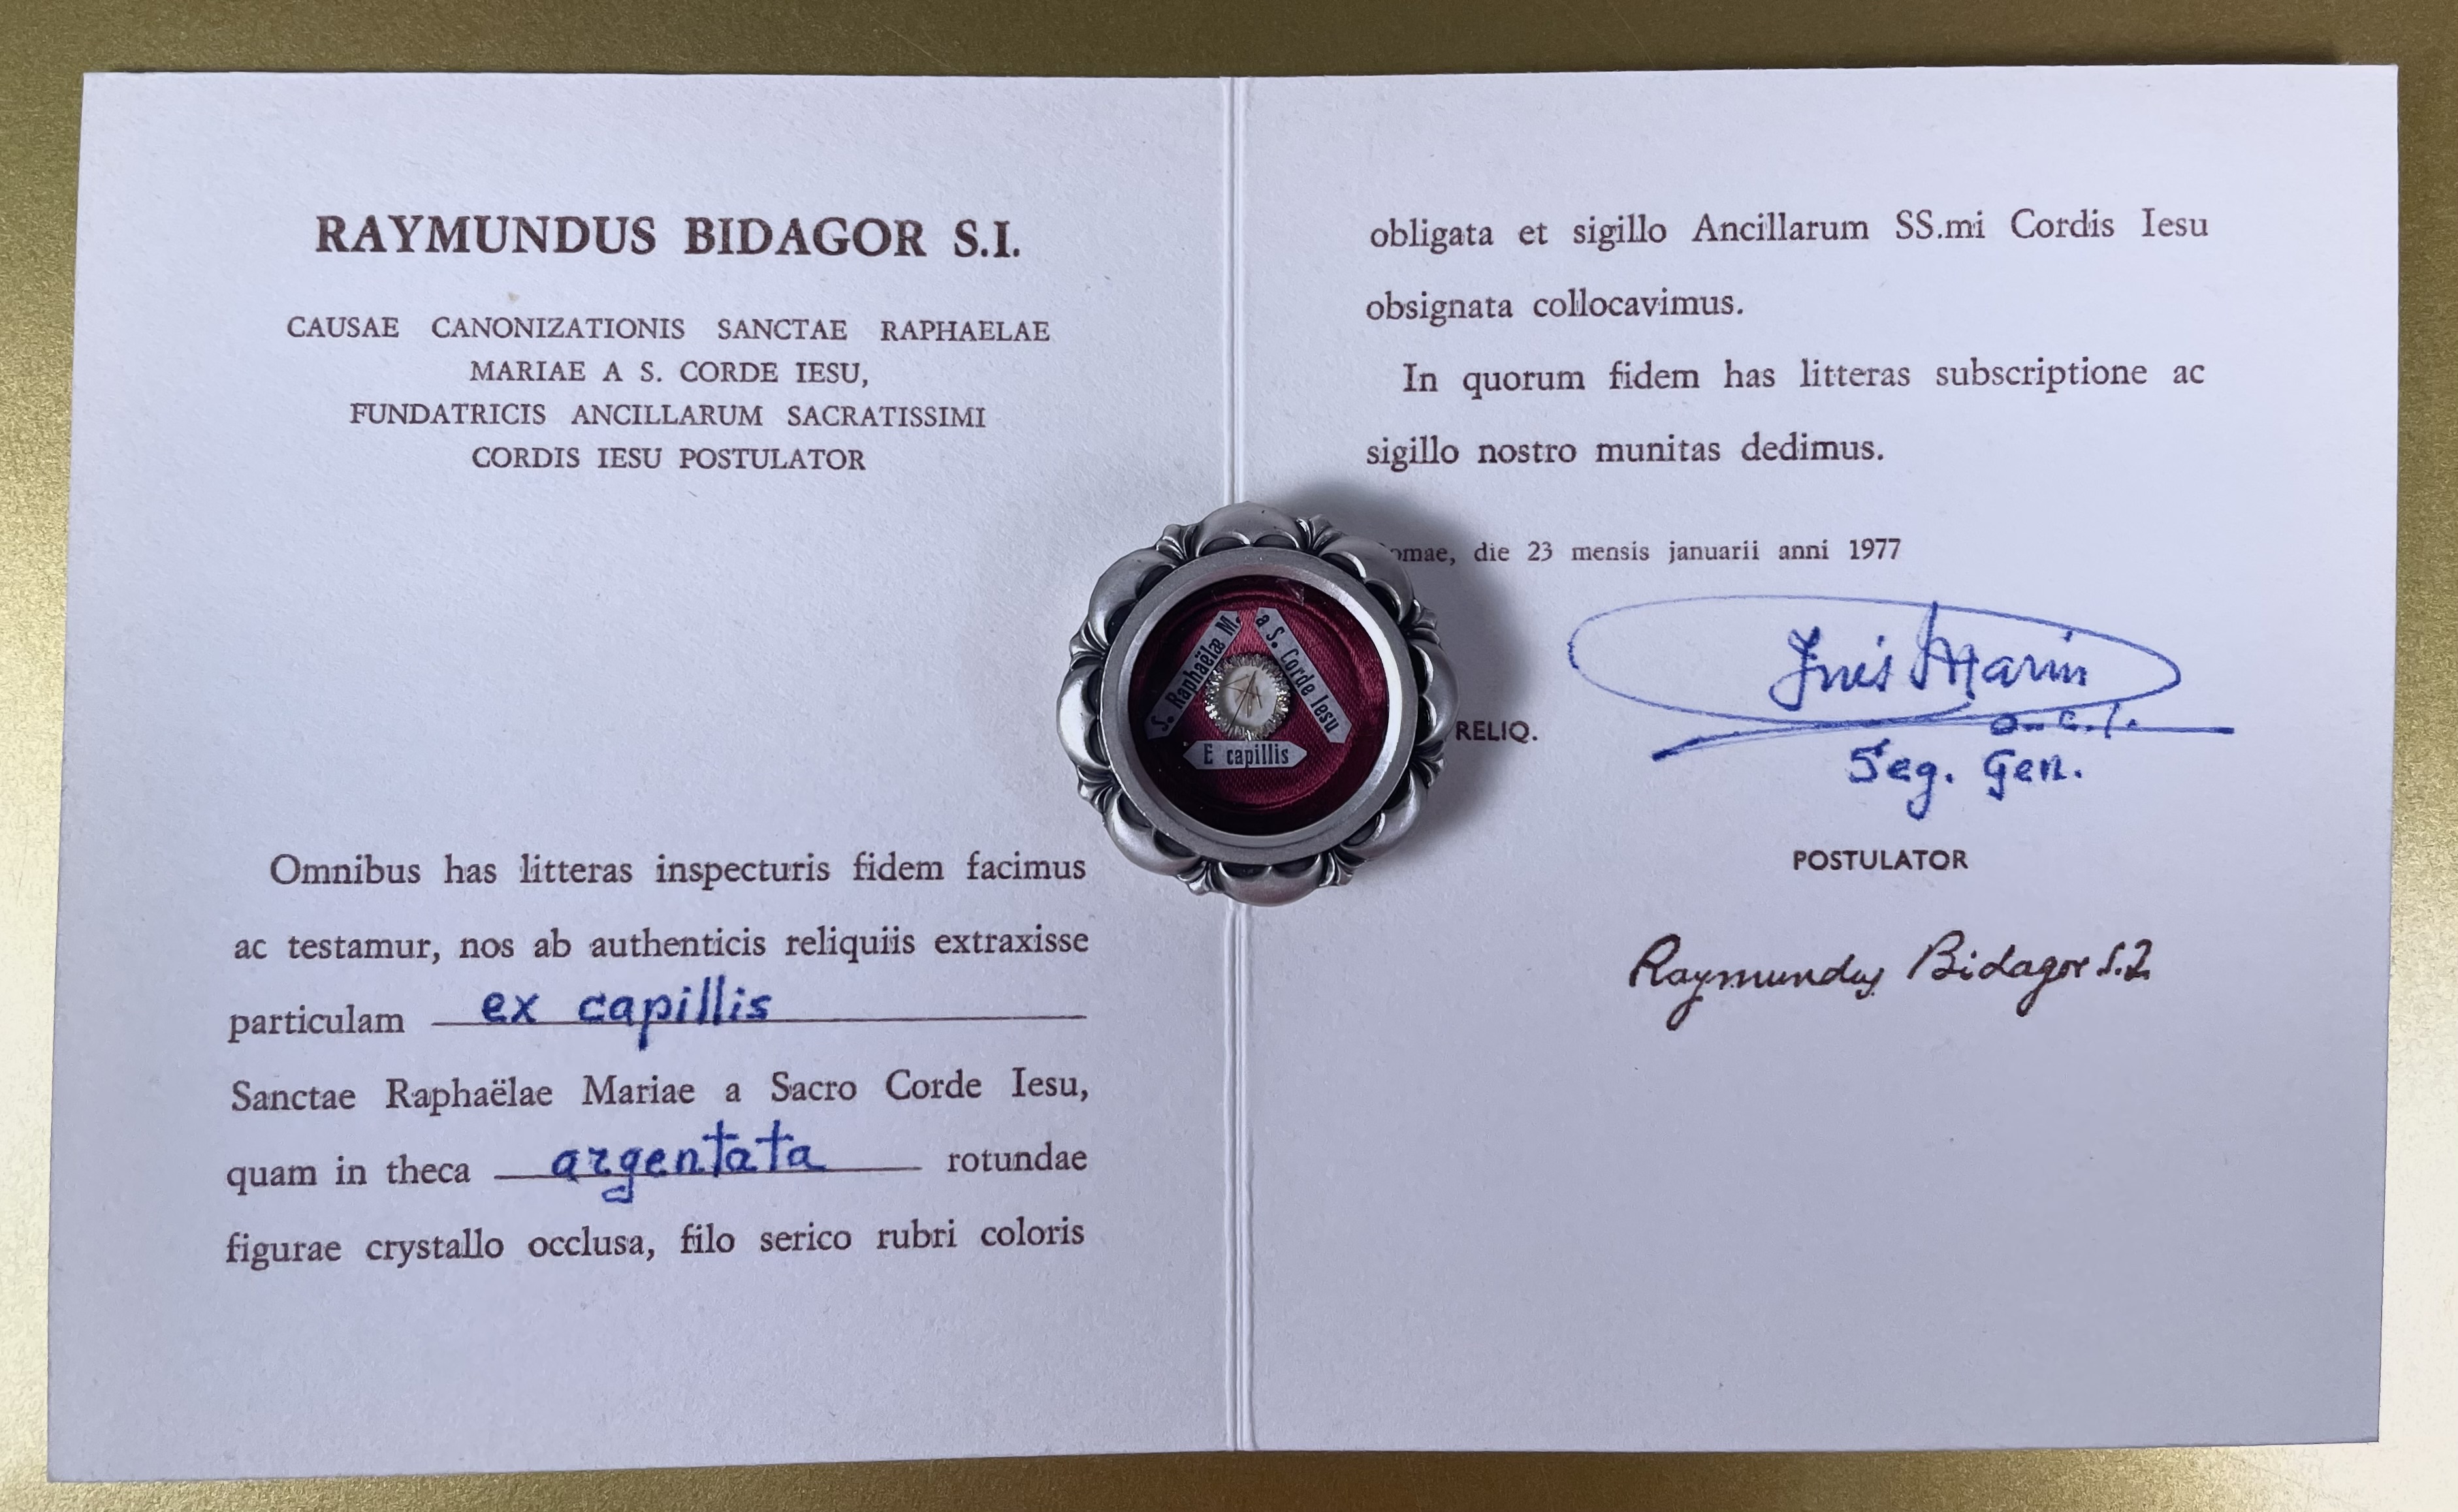 RAYMUNDUS BIDAGOR S.I.
CAUSAE CANONIZATIONIS SANCTAE RAPHAELAE
MARIAE A S. CORDE IESU,
FUNDATRICIS ANCILLARUM SACRATISSIMI
CORDIS IESU POSTULATOR
Omnibus has litteras inspecturis fidem facimus
ac testamur, nos ab authenticis reliquiis extraxisse
particulam ex capillis
Sanctae Raphaëlae Mariae a Sacro Corde Iesu,
quam in theca argentata rotundae
figurae crystallo occlusa, filo serico rubri coloris
S. Raphaëlæ M.
a S. Corde Iesu
E capillis
obligata et sigillo Ancillarum SS.mi Cordis Iesu
obsignata collocavimus.
In quorum fidem has litteras subscriptione ac
sigillo nostro munitas dedimus.
omae, die 23 mensis januarii anni 1977
Inés Marin
a.c.i.
RELIQ.
Seg. Gen.
POSTULATOR
Raymundus Bidagor S.I.